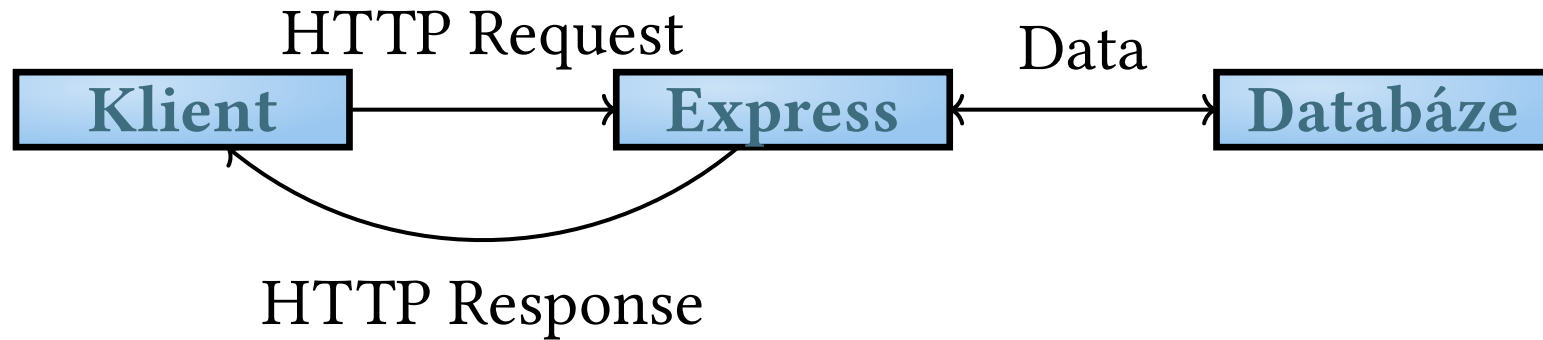 HTTP Request
Data
Klient
Express
Databáze
HTTP Response